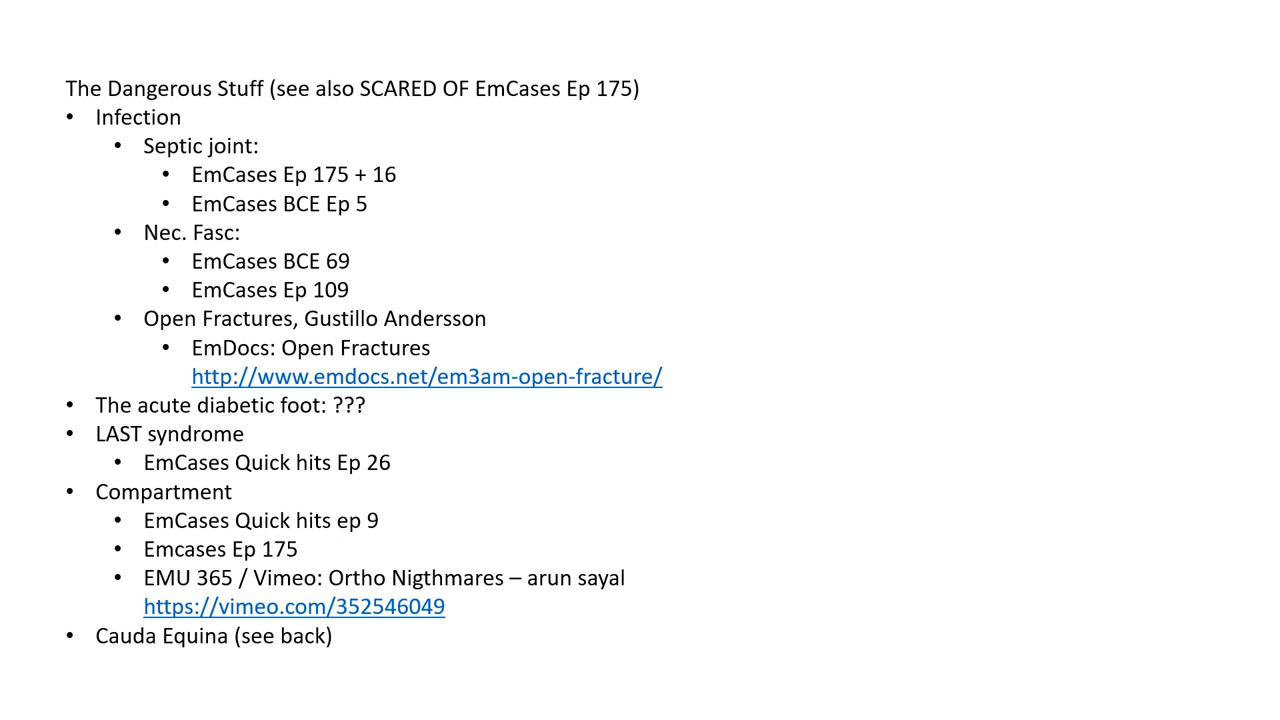 The Dangerous Stuff (see also SCARED OF EmCases Ep 175)
• Infection
• Septic joint:
• EmCases Ep 175 + 16
• EmCases BCE Ep 5
• Nec. Fasc:
• EmCases BCE 69
• EmCases Ep 109
• Open Fractures, Gustillo Andersson
• EmDocs: Open Fractures
http://www.emdocs.net/em3am-open-fracture/
• The acute diabetic foot: ???
• LAST syndrome
• EmCases Quick hits Ep 26
• Compartment
• EmCases Quick hits ep 9
• Emcases Ep 175
• EMU 365 / Vimeo: Ortho Nigthmares – arun sayal
https://vimeo.com/352546049
• Cauda Equina (see back)